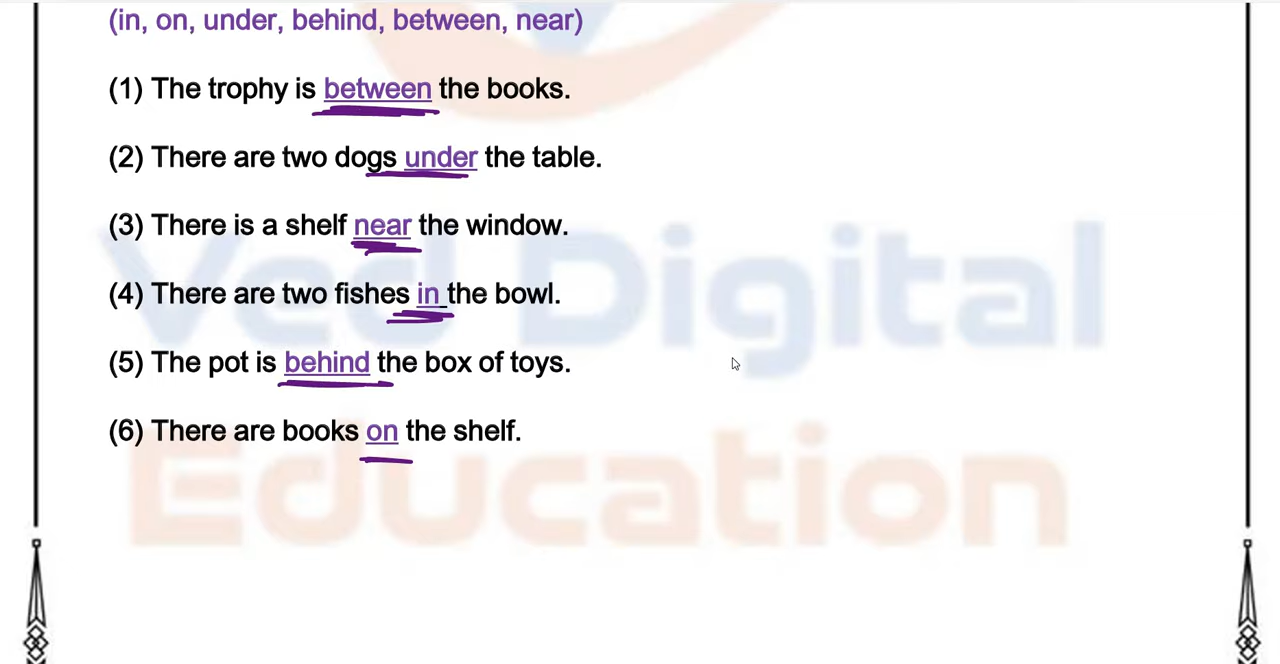 (in, on, under, behind, between, near)
(1) The trophy is between the books.
(2) There are two dogs under the table.
(3) There is a shelf near the window.
(4) There are two fishes in the bowl.
(5) The pot is behind the box of toys.
(6) There are books on the shelf.
Ved Digital
Education